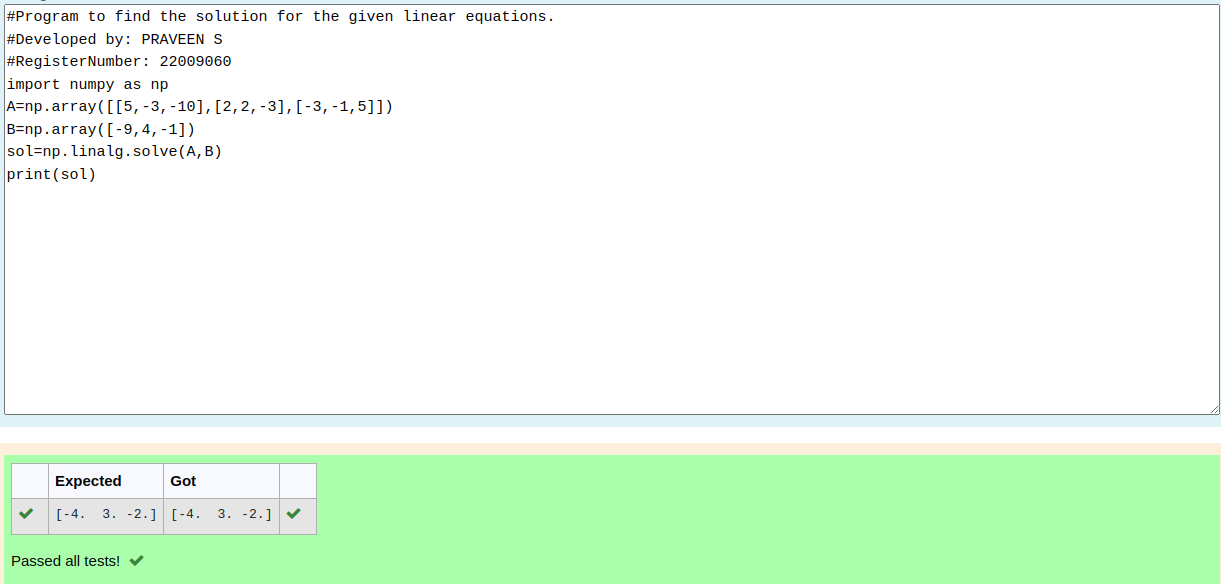 #Program to find the solution for the given linear equations.
#Developed by: PRAVEEN S
#RegisterNumber: 22009060
import numpy as np
A=np.array([[5,-3,-10],[2,2,-3],[-3,-1,5]])
B=np.array([-9,4,-1])
sol=np.linalg.solve(A,B)
print(sol)
Expected Got
[-4.  3. -2.] [-4.  3. -2.]
Passed all tests!